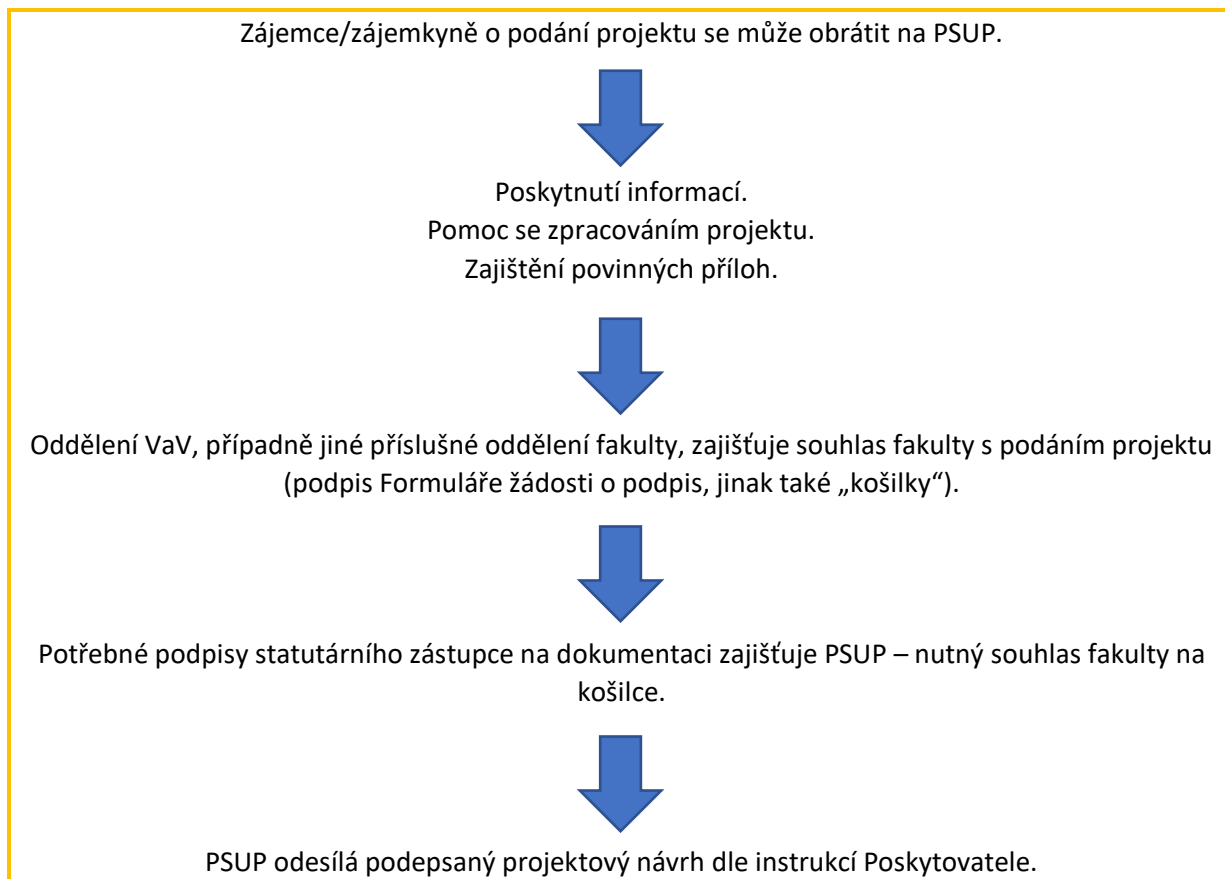 Zájemce/zájemkyně o podání projektu se může obrátit na PSUP.
Poskytnutí informací.
Pomoc se zpracováním projektu.
Zajištění povinných příloh.
Oddělení VaV, případně jiné příslušné oddělení fakulty, zajišťuje souhlas fakulty s podáním projektu
(podpis Formuláře žádosti o podpis, jinak také „košilky“).
Potřebné podpisy statutárního zástupce na dokumentaci zajišťuje PSUP – nutný souhlas fakulty na
košilce.
PSUP odesílá podepsaný projektový návrh dle instrukcí Poskytovatele.